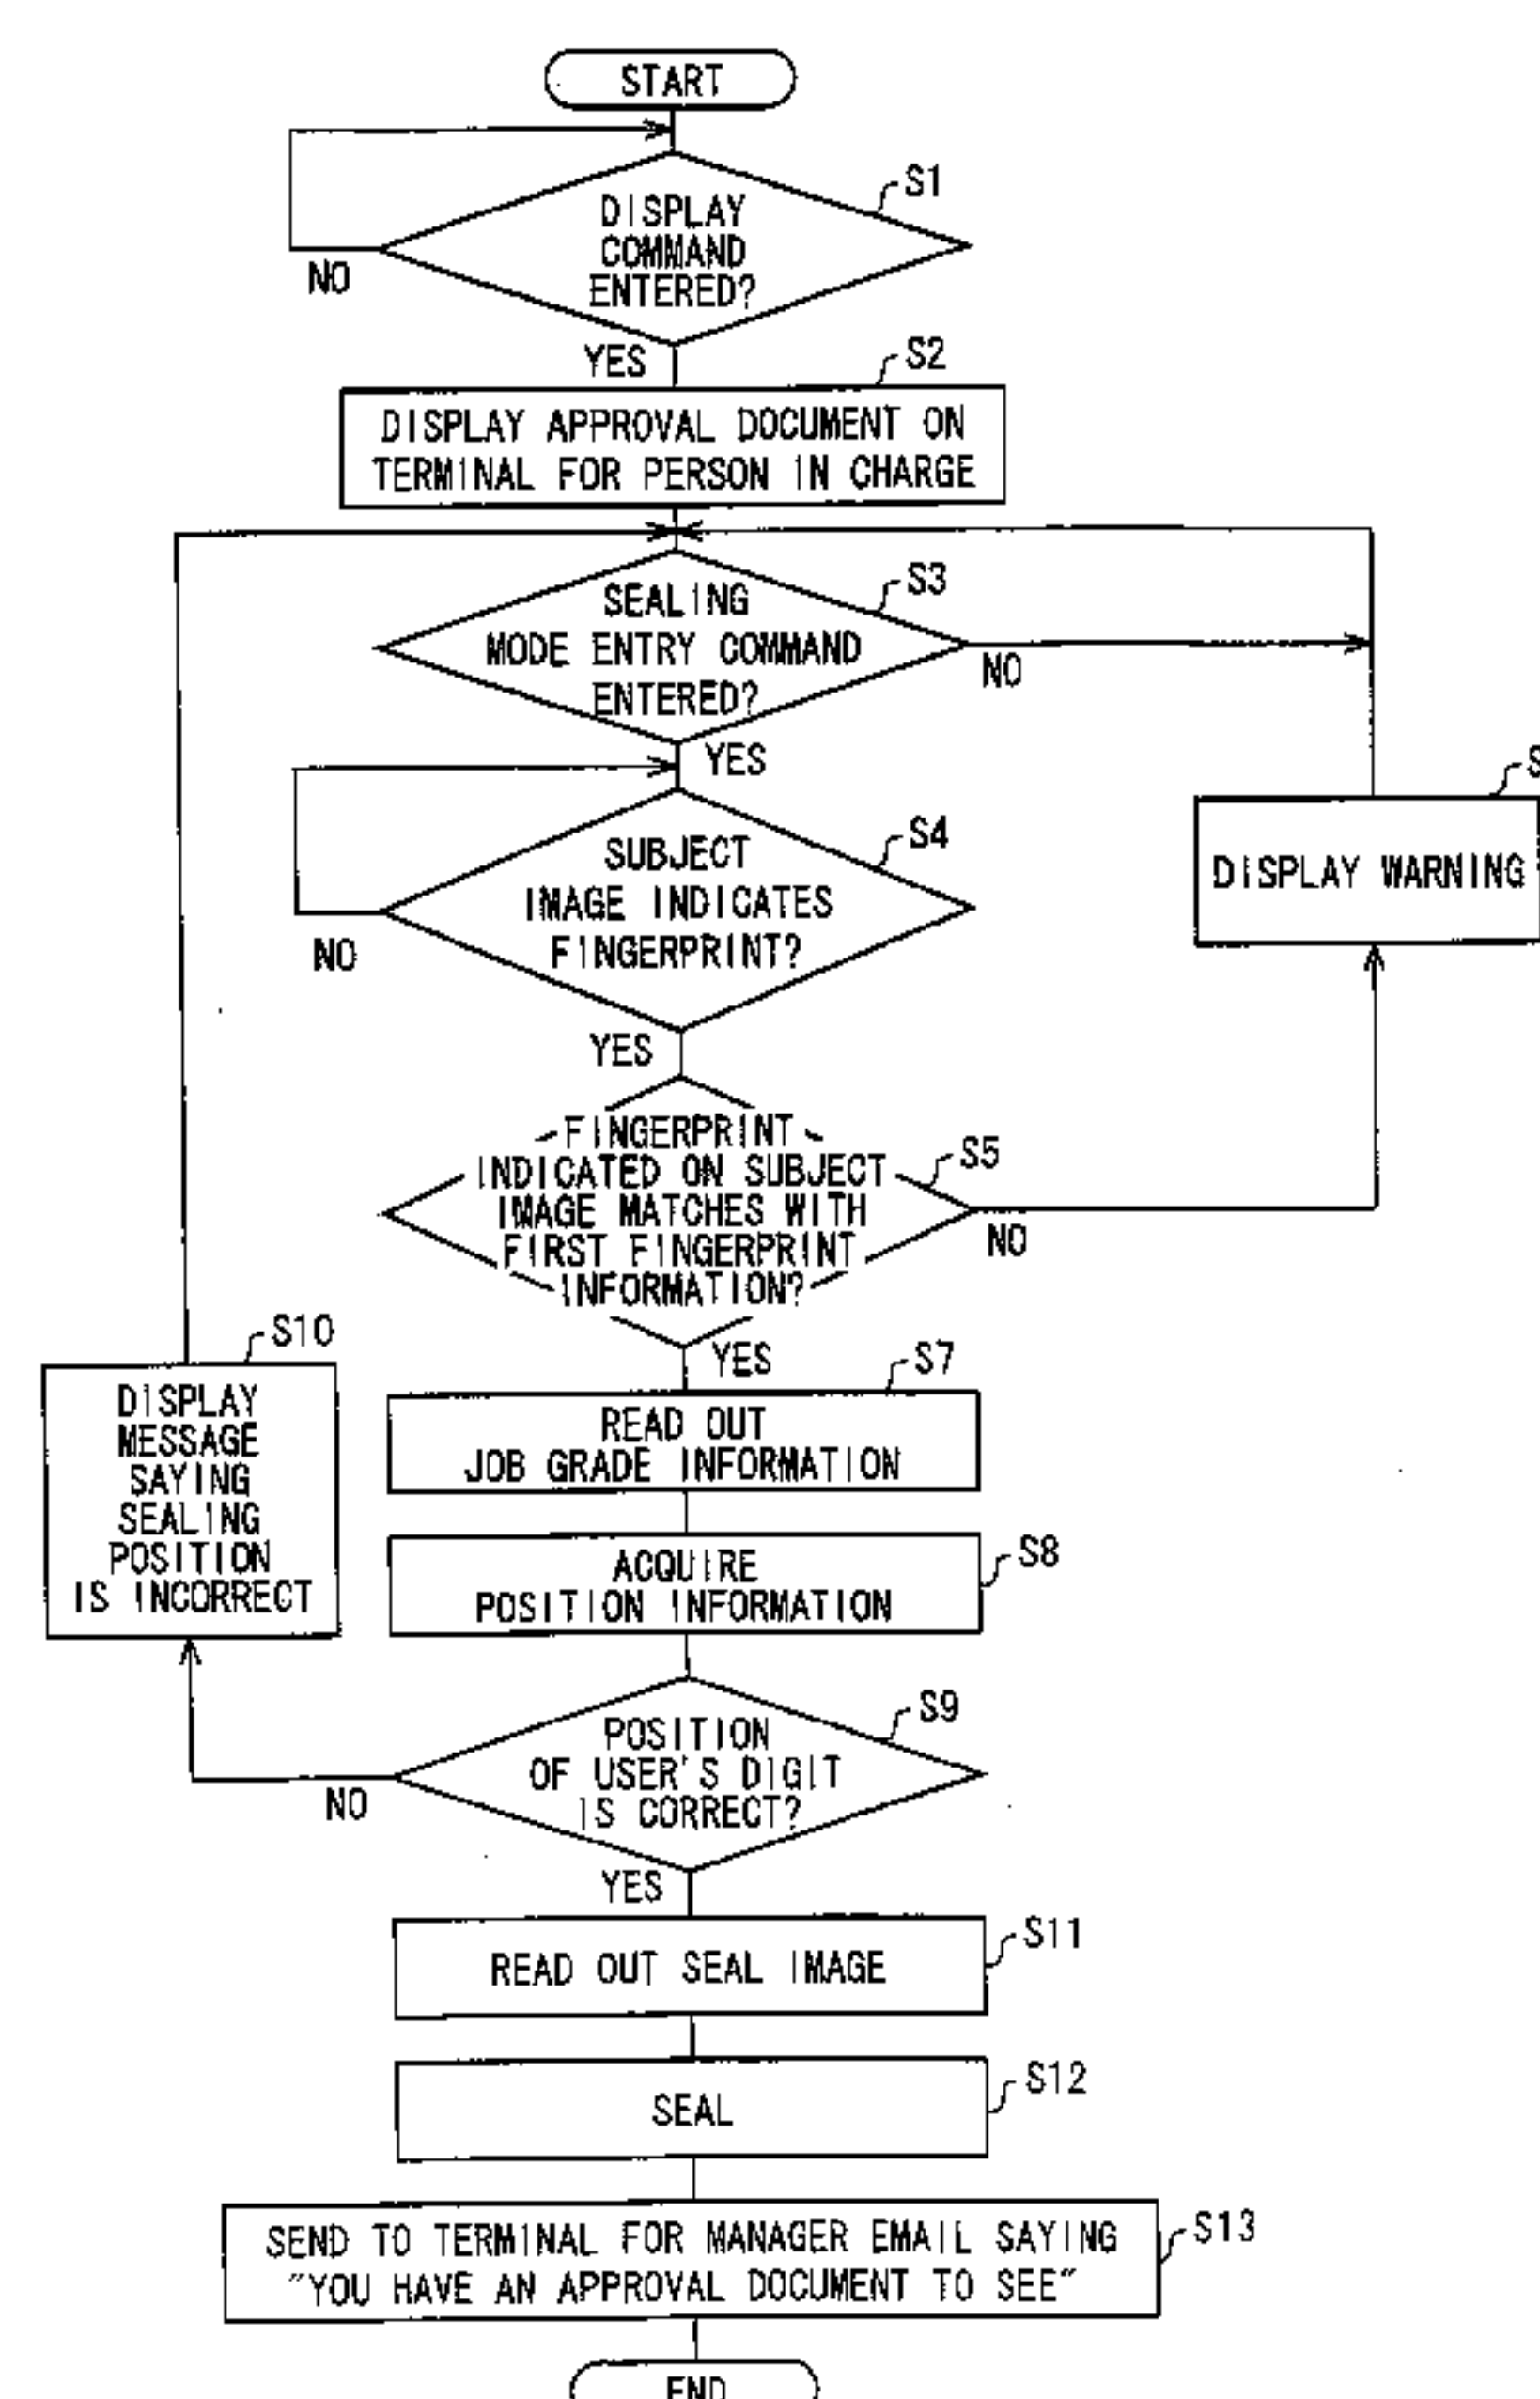 START
S1
DISPLAY
COMMAND
ENTERED?
NO
YES
S2
DISPLAY APPROVAL DOCUMENT ON
TERMINAL FOR PERSON IN CHARGE
S3
SEALING
MODE ENTRY COMMAND
ENTERED?
NO
YES
S
DISPLAY WARNING
S4
SUBJECT
IMAGE INDICATES
FINGERPRINT?
NO
YES
S5
FINGERPRINT
INDICATED ON SUBJECT
IMAGE MATCHES WITH
FIRST FINGERPRINT
INFORMATION?
NO
YES
S10
DISPLAY
MESSAGE
SAYING
SEALING
POSITION
IS INCORRECT
S7
READ OUT
JOB GRADE INFORMATION
S8
ACQUIRE
POSITION INFORMATION
S9
POSITION
OF USER'S DIGIT
IS CORRECT?
NO
YES
S11
READ OUT SEAL IMAGE
S12
SEAL
S13
SEND TO TERMINAL FOR MANAGER EMAIL SAYING
"YOU HAVE AN APPROVAL DOCUMENT TO SEE"
END